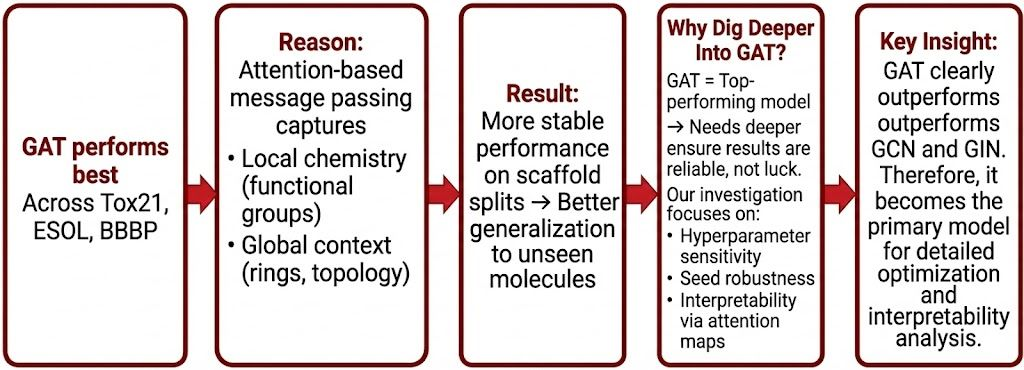 GAT performs
best
Across Tox21,
ESOL, BBBP
Reason:
Attention-based
message passing
captures
• Local chemistry
(functional
groups)
• Global context
(rings, topology)
Result:
More stable
performance
on scaffold
splits → Better
generalization
to unseen
molecules
Why Dig Deeper
Into GAT?
GAT = Top-
performing model
→ Needs deeper
ensure results are
reliable, not luck.
Our investigation
focuses on:
• Hyperparameter
sensitivity
• Seed robustness
• Interpretability
via attention
maps
Key Insight:
GAT clearly
outperforms
outperforms
GCN and GIN.
Therefore, it
becomes the
primary model
for detailed
optimization
and
interpretability
analysis.